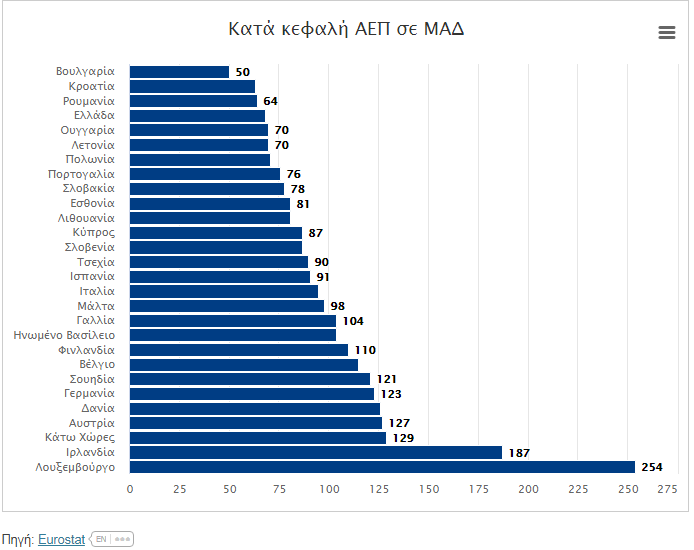 Κατά κεφαλή ΑΕΠ σε ΜΑΔ
Βουλγαρία 50
Κροατία
Ρουμανία 64
Ελλάδα
Ουγγαρία 70
Λετονία 70
Πολωνία
Πορτογαλία 76
Σλοβακία 78
Εσθονία 81
Λιθουανία
Κύπρος 87
Σλοβενία
Τσεχία 90
Ισπανία 91
Ιταλία
Μάλτα 98
Γαλλία 104
Ηνωμένο Βασίλειο
Φινλανδία 110
Βέλγιο
Σουηδία 121
Γερμανία 123
Δανία
Αυστρία 127
Κάτω Χώρες 129
Ιρλανδία 187
Λουξεμβούργο 254
0 25 50 75 100 125 150 175 200 225 250 275
Πηγή: Eurostat EN